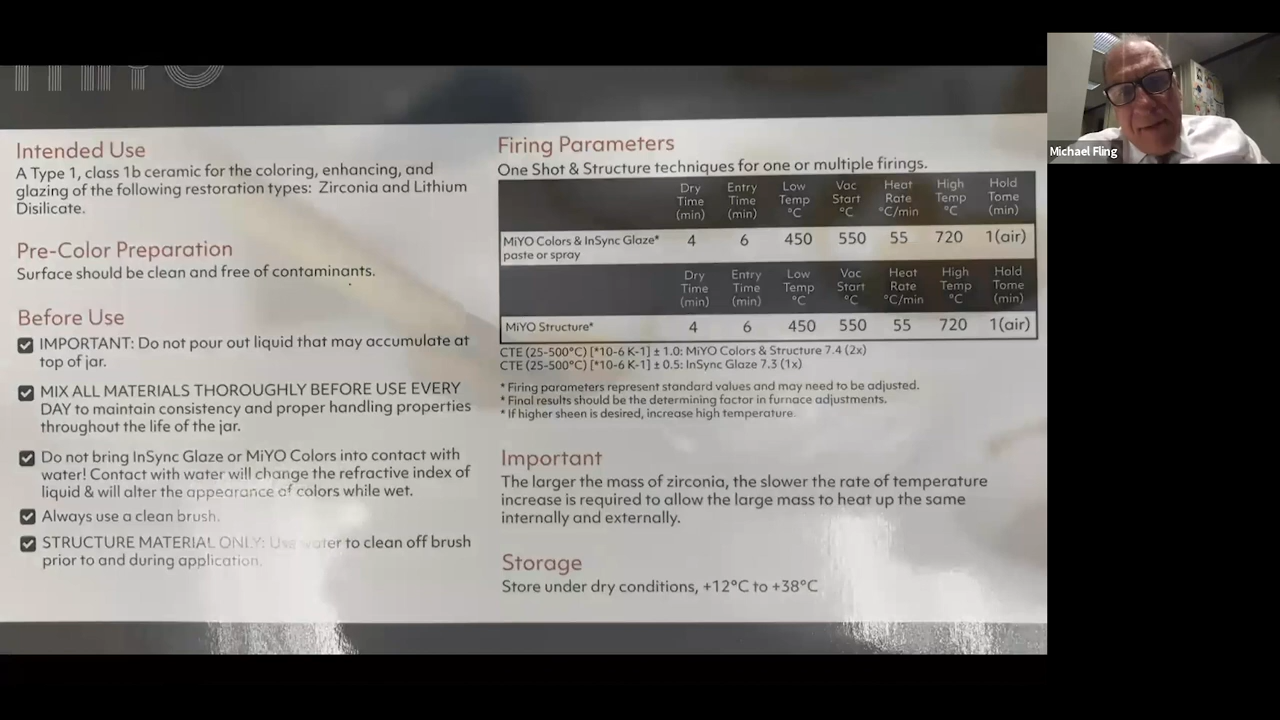 MiYO
Intended Use
A Type 1, class 1b ceramic for the coloring, enhancing, and
glazing of the following restoration types: Zirconia and Lithium
Disilicate.
Pre-Color Preparation
Surface should be clean and free of contaminants.
Before Use
IMPORTANT: Do not pour out liquid that may accumulate at
top of jar.
MIX ALL MATERIALS THOROUGHLY BEFORE USE EVERY
DAY to maintain consistency and proper handling properties
throughout the life of the jar.
Do not bring InSync Glaze or MiYO Colors into contact with
water! Contact with water will change the refractive index of
liquid & will alter the appearance of colors while wet.
Always use a clean brush.
STRUCTURE MATERIAL ONLY: Use water to clean off brush
prior to and during application.
Firing Parameters
One Shot & Structure techniques for one or multiple firings.
Dry Entry Low Vac Heat High Hold
Time Time Temp Start Rate Temp Tome
(min) (min) °C °C °C/min °C (min)
MiYO Colors & InSync Glaze* 4 6 450 550 55 720 1(air)
paste or spray
Dry Entry Low Vac Heat High Hold
Time Time Temp Start Rate Temp Tome
(min) (min) °C °C °C/min °C (min)
MiYO Structure* 4 6 450 550 55 720 1(air)
CTE (25-500°C) [*10-6 K-1] ± 1.0: MiYO Colors & Structure 7.4 (2x)
CTE (25-500°C) [*10-6 K-1] ± 0.5: InSync Glaze 7.3 (1x)
* Firing parameters represent standard values and may need to be adjusted.
* Final results should be the determining factor in furnace adjustments.
* If higher sheen is desired, increase high temperature.
Important
The larger the mass of zirconia, the slower the rate of temperature
increase is required to allow the large mass to heat up the same
internally and externally.
Storage
Store under dry conditions, +12°C to +38°C
Michael Fling